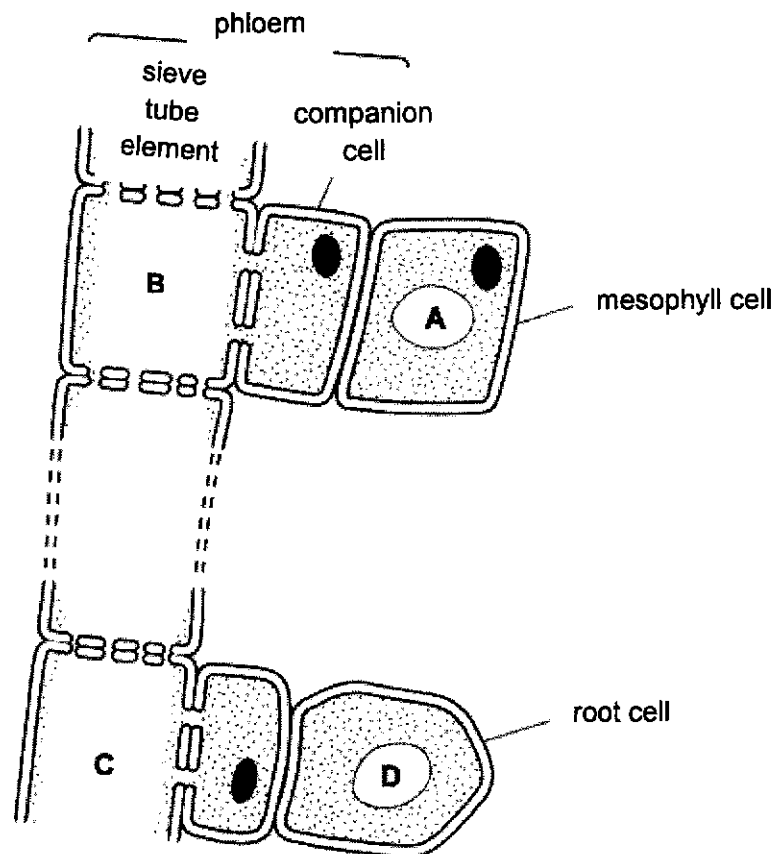 phloem
sieve
tube
element
companion
cell
B
A
mesophyll cell
root cell
C
D